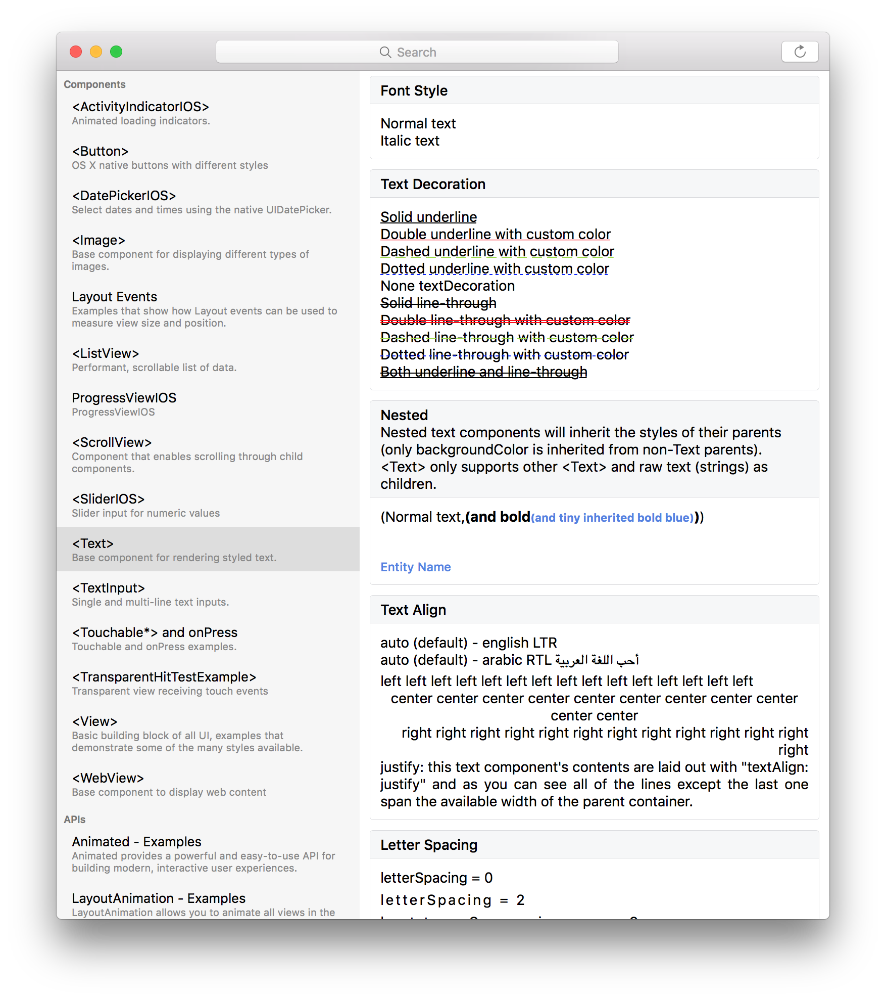 Search
Components
<ActivityIndicatorIOS>
Animated loading indicators.
<Button>
OS X native buttons with different styles
<DatePickerIOS>
Select dates and times using the native UIDatePicker.
<Image>
Base component for displaying different types of
images.
Layout Events
Examples that show how Layout events can be used to
measure view size and position.
<ListView>
Performant, scrollable list of data.
ProgressViewIOS
ProgressViewIOS
<ScrollView>
Component that enables scrolling through child
components.
<SliderIOS>
Slider input for numeric values
<Text>
Base component for rendering styled text.
<TextInput>
Single and multi-line text inputs.
<Touchable*> and onPress
Touchable and onPress examples.
<TransparentHitTestExample>
Transparent view receiving touch events
<View>
Basic building block of all UI, examples that
demonstrate some of the many styles available.
<WebView>
Base component to display web content
APIs
Animated - Examples
Animated provides a powerful and easy-to-use API for
building modern, interactive user experiences.
LayoutAnimation - Examples
LayoutAnimation allows you to animate all views in the
Font Style
Normal text
Italic text
Text Decoration
Solid underline
Double underline with custom color
Dashed underline with custom color
Dotted underline with custom color
None textDecoration
Solid line-through
Double line-through with custom color
Dashed line-through with custom color
Dotted line-through with custom color
Both underline and line-through
Nested
Nested text components will inherit the styles of their parents
(only backgroundColor is inherited from non-Text parents).
<Text> only supports other <Text> and raw text (strings) as
children.
(Normal text,(and bold(and tiny inherited bold blue)))
Entity Name
Text Align
auto (default) - english LTR
auto (default) - arabic RTL أحب اللغة العربية
left left left left left left left left left left left left left left left
center center center center center center center center center
center center
right right right right right right right right right right right right
right
justify: this text component's contents are laid out with "textAlign:
justify" and as you can see all of the lines except the last one
span the available width of the parent container.
Letter Spacing
letterSpacing = 0
letterSpacing = 2